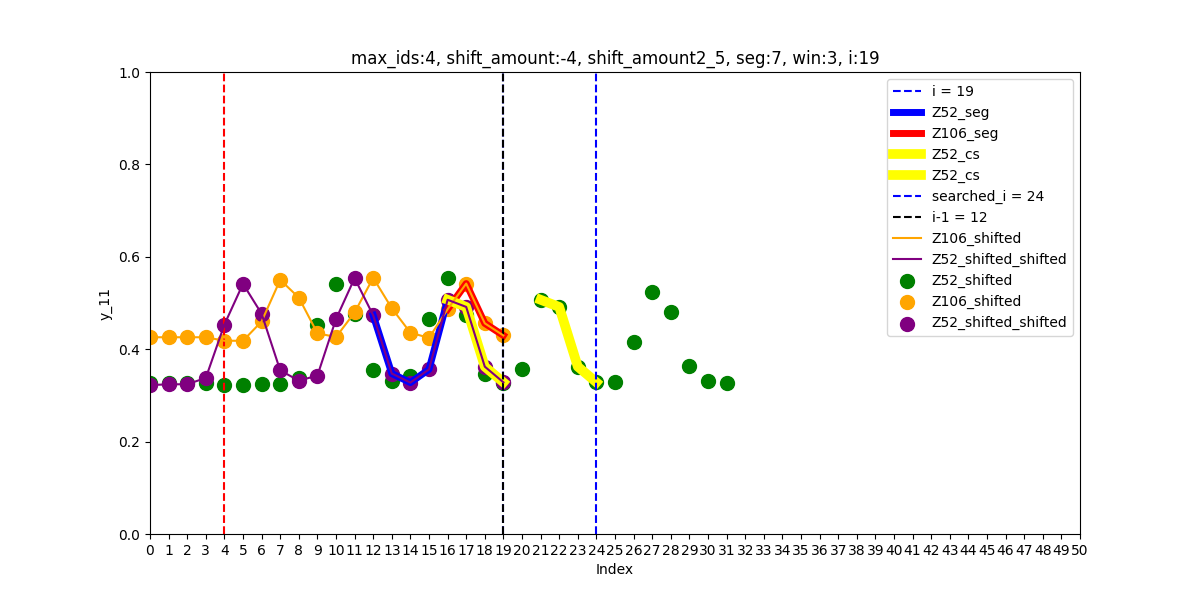 max_ids:4, shift_amount:-4, shift_amount2_5, seg:7, win:3, i:19
1.0
0.8
0.6
0.4
0.2
0.0
y_11
i = 19
Z52_seg
Z106_seg
Z52_cs
Z52_cs
searched_i = 24
i-1 = 12
Z106_shifted
Z52_shifted_shifted
Z52_shifted
Z106_shifted
Z52_shifted_shifted
0 1 2 3 4 5 6 7 8 9 10 11 12 13 14 15 16 17 18 19 20 21 22 23 24 25 26 27 28 29 30 31 32 33 34 35 36 37 38 39 40 41 42 43 44 45 46 47 48 49 50
Index